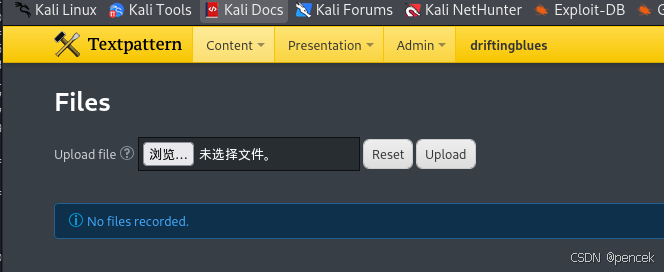 Kali Linux Kali Tools Kali Docs Kali Forums Kali NetHunter Exploit-DB
Textpattern Content Presentation Admin driftingblues
Files
Upload file 浏览… 未选择文件。 Reset Upload
No files recorded.
CSDN @pencek